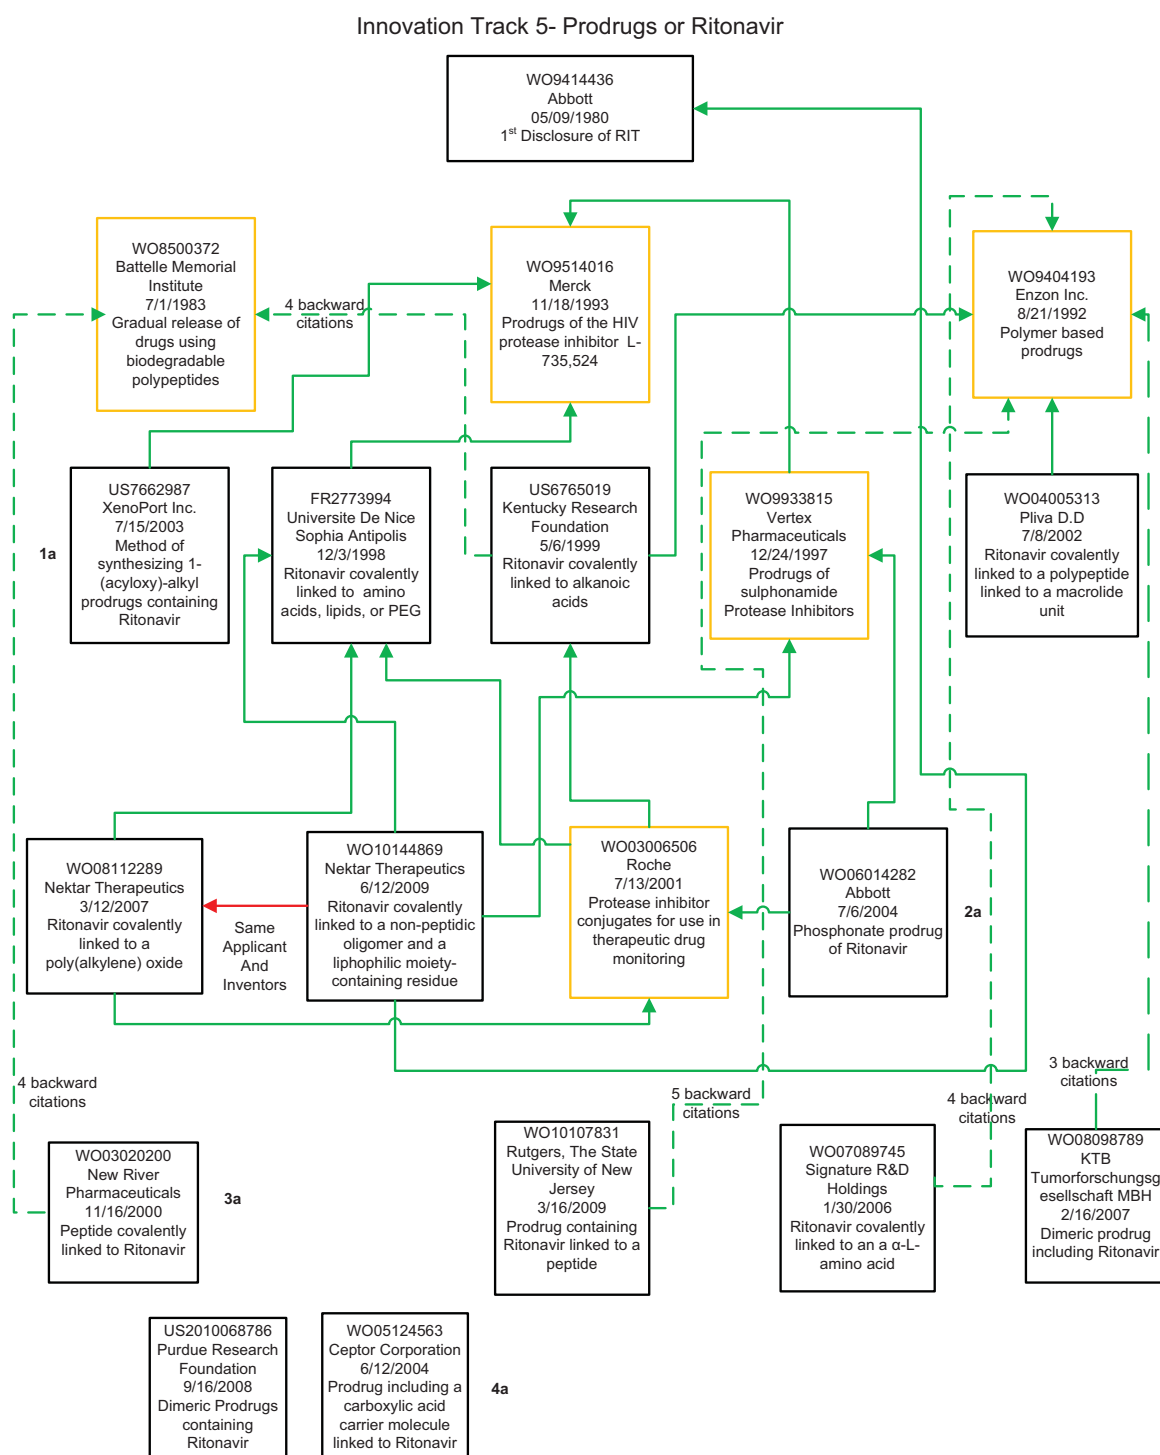 Innovation Track 5- Prodrugs or Ritonavir
WO9414436
Abbott
05/09/1980
1st Disclosure of RIT
WO8500372
Battelle Memorial
Institute
7/1/1983
Gradual release of
drugs using
biodegradable
polypeptides
4 backward
citations
WO9514016
Merck
11/18/1993
Prodrugs of the HIV
protease inhibitor L-
735,524
WO9404193
Enzon Inc.
8/21/1992
Polymer based
prodrugs
1a
US7662987
XenoPort Inc.
7/15/2003
Method of
synthesizing 1-
(acyloxy)-alkyl
prodrugs containing
Ritonavir
FR2773994
Universite De Nice
Sophia Antipolis
12/3/1998
Ritonavir covalently
linked to amino
acids, lipids, or PEG
US6765019
Kentucky Research
Foundation
5/6/1999
Ritonavir covalently
linked to alkanoic
acids
WO9933815
Vertex
Pharmaceuticals
12/24/1997
Prodrugs of
sulphonamide
Protease Inhibitors
WO04005313
Pliva D.D
7/8/2002
Ritonavir covalently
linked to a polypeptide
linked to a macrolide
unit
WO08112289
Nektar Therapeutics
3/12/2007
Ritonavir covalently
linked to a
poly(alkylene) oxide
Same
Applicant
And
Inventors
WO10144869
Nektar Therapeutics
6/12/2009
Ritonavir covalently
linked to a non-peptidic
oligomer and a
liphophilic moiety-
containing residue
WO03006506
Roche
7/13/2001
Protease inhibitor
conjugates for use in
therapeutic drug
monitoring
WO06014282
Abbott
7/6/2004
Phosphonate prodrug
of Ritonavir
2a
4 backward
citations
5 backward
citations
4 backward
citations
3 backward
citations
WO03020200
New River
Pharmaceuticals
11/16/2000
Peptide covalently
linked to Ritonavir
3a
WO10107831
Rutgers, The State
University of New
Jersey
3/16/2009
Prodrug containing
Ritonavir linked to a
peptide
WO07089745
Signature R&D
Holdings
1/30/2006
Ritonavir covalently
linked to an a α-L-
amino acid
WO08098789
KTB
Tumorforschungsg
esellschaft MBH
2/16/2007
Dimeric prodrug
including Ritonavir
US2010068786
Purdue Research
Foundation
9/16/2008
Dimeric Prodrugs
containing
Ritonavir
WO05124563
Ceptor Corporation
6/12/2004
Prodrug including a
carboxylic acid
carrier molecule
linked to Ritonavir
4a